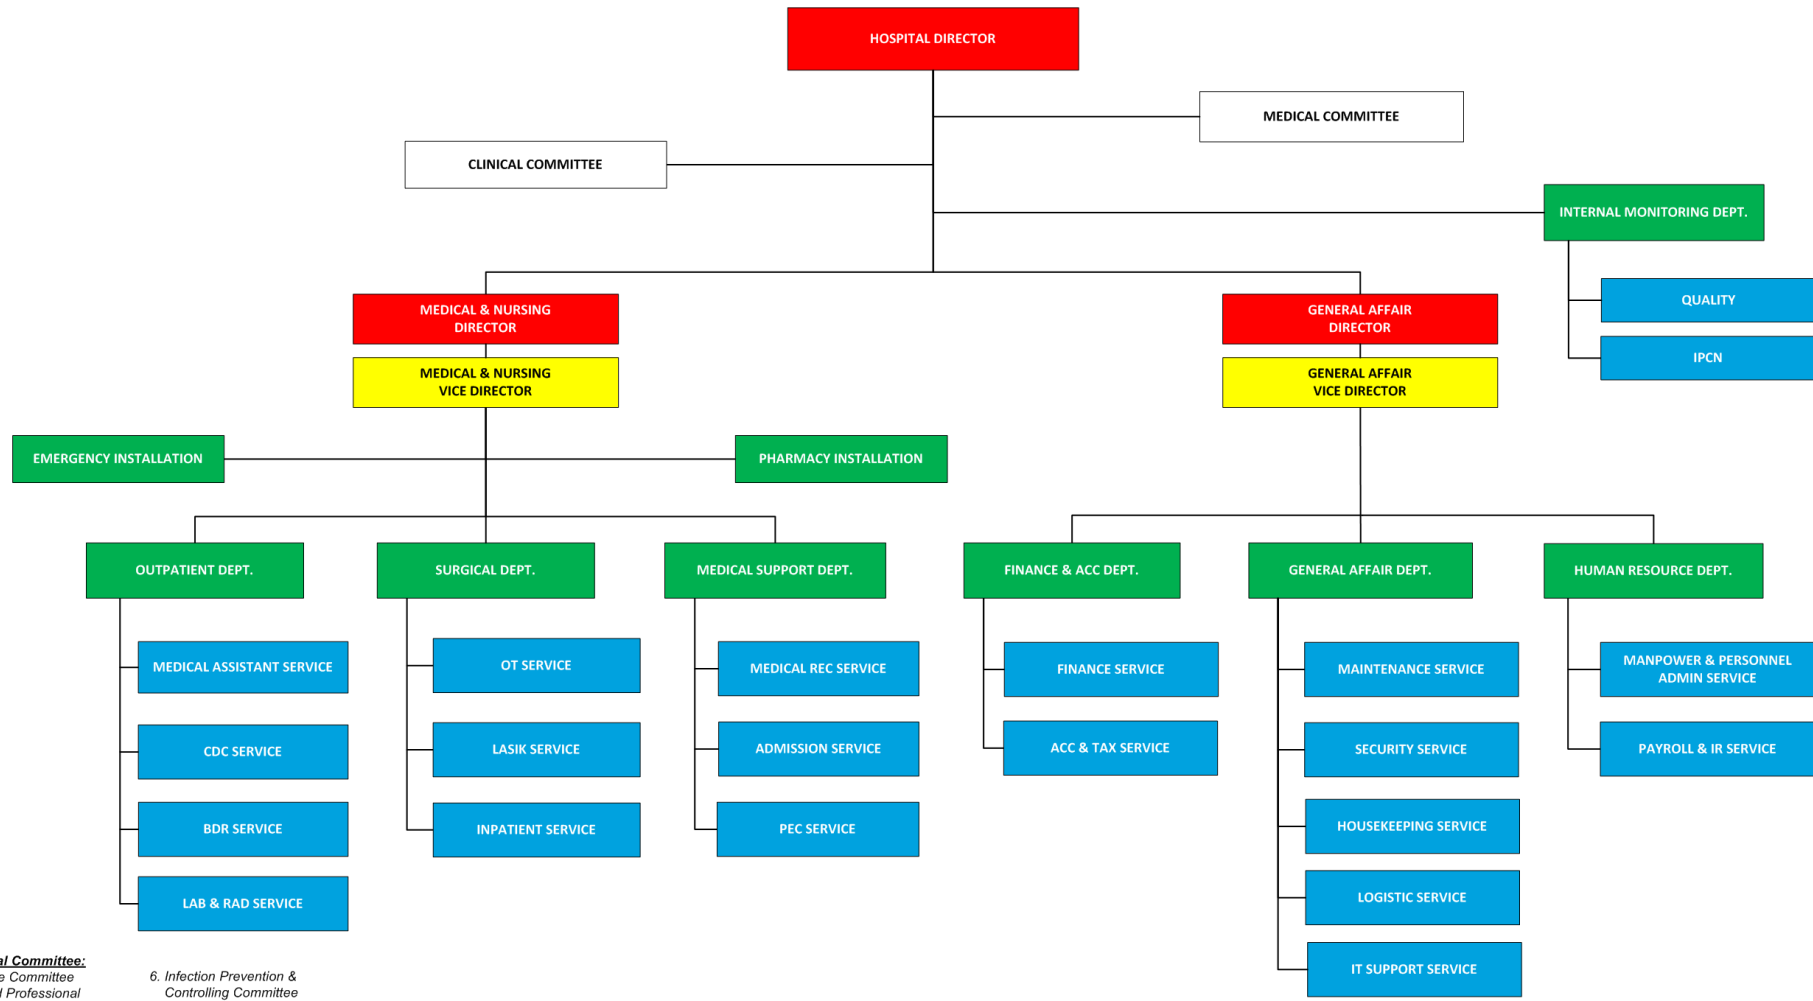 HOSPITAL DIRECTOR
MEDICAL COMMITTEE
CLINICAL COMMITTEE
INTERNAL MONITORING DEPT.
QUALITY
IPCN
MEDICAL & NURSING
DIRECTOR
GENERAL AFFAIR
DIRECTOR
MEDICAL & NURSING
VICE DIRECTOR
GENERAL AFFAIR
VICE DIRECTOR
EMERGENCY INSTALLATION
PHARMACY INSTALLATION
OUTPATIENT DEPT.
SURGICAL DEPT.
MEDICAL SUPPORT DEPT.
FINANCE & ACC DEPT.
GENERAL AFFAIR DEPT.
HUMAN RESOURCE DEPT.
MEDICAL ASSISTANT SERVICE
CDC SERVICE
BDR SERVICE
LAB & RAD SERVICE
OT SERVICE
LASIK SERVICE
INPATIENT SERVICE
MEDICAL REC SERVICE
ADMISSION SERVICE
PEC SERVICE
FINANCE SERVICE
ACC & TAX SERVICE
MAINTENANCE SERVICE
SECURITY SERVICE
HOUSEKEEPING SERVICE
LOGISTIC SERVICE
IT SUPPORT SERVICE
MANPOWER & PERSONNEL
ADMIN SERVICE
PAYROLL & IR SERVICE
Committee:
Committee
Professional
6. Infection Prevention &
Controlling Committee